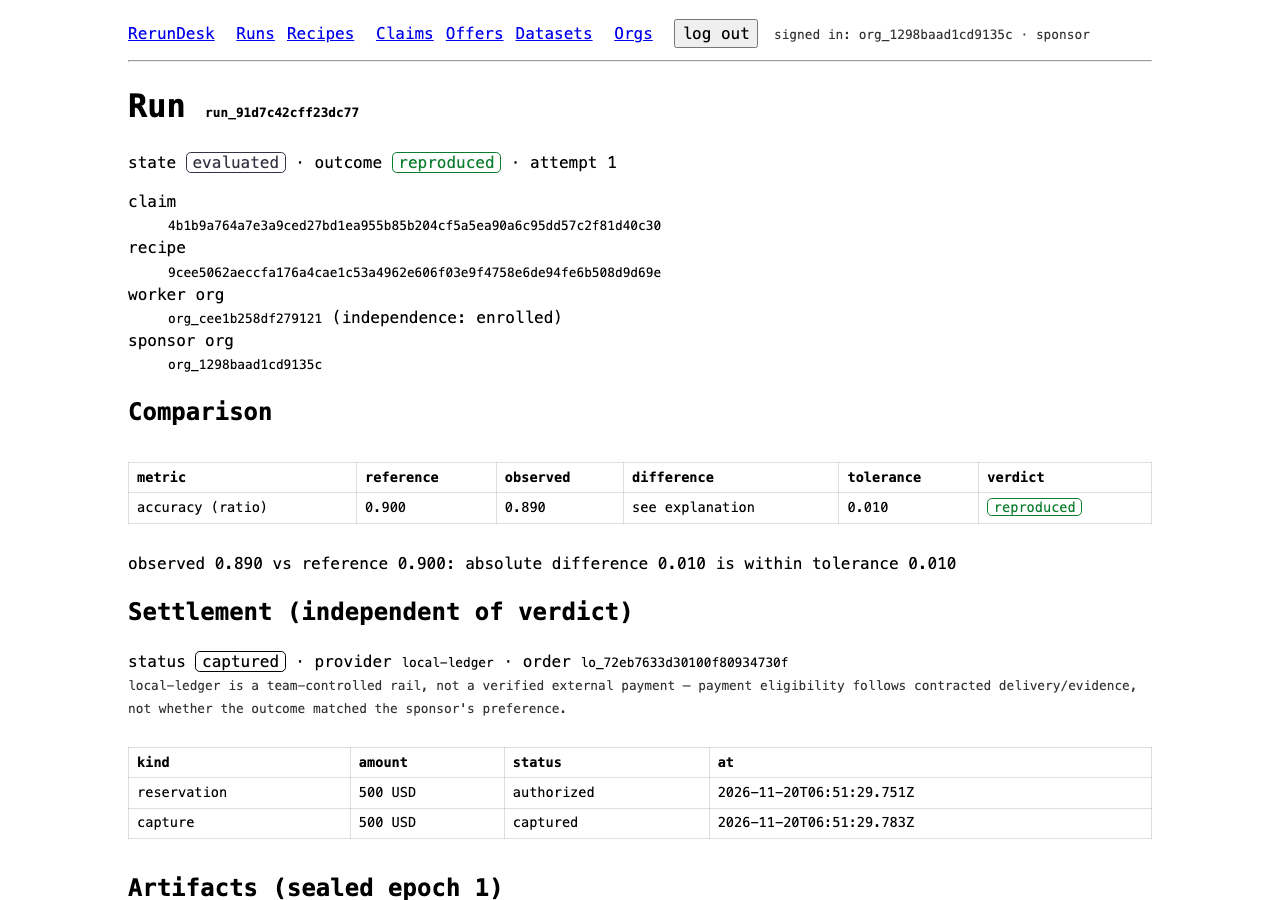 RerunDesk Runs Recipes Claims Offers Datasets Orgs log out signed in: org_1298baad1cd9135c · sponsor
Run run_91d7c42cff23dc77
state evaluated · outcome reproduced · attempt 1
claim
4b1b9a764a7e3a9ced27bd1ea955b85b204cf5a5ea90a6c95dd57c2f81d40c30
recipe
9cee5062aeccfa176a4cae1c53a4962e606f03e9f4758e6de94fe6b508d9d69e
worker org
org_cee1b258df279121 (independence: enrolled)
sponsor org
org_1298baad1cd9135c
Comparison
metric reference observed difference tolerance verdict
accuracy (ratio) 0.900 0.890 see explanation 0.010 reproduced
observed 0.890 vs reference 0.900: absolute difference 0.010 is within tolerance 0.010
Settlement (independent of verdict)
status captured · provider local-ledger · order lo_72eb7633d30100f80934730f
local-ledger is a team-controlled rail, not a verified external payment — payment eligibility follows contracted delivery/evidence,
not whether the outcome matched the sponsor's preference.
kind amount status at
reservation 500 USD authorized 2026-11-20T06:51:29.751Z
capture 500 USD captured 2026-11-20T06:51:29.783Z
Artifacts (sealed epoch 1)